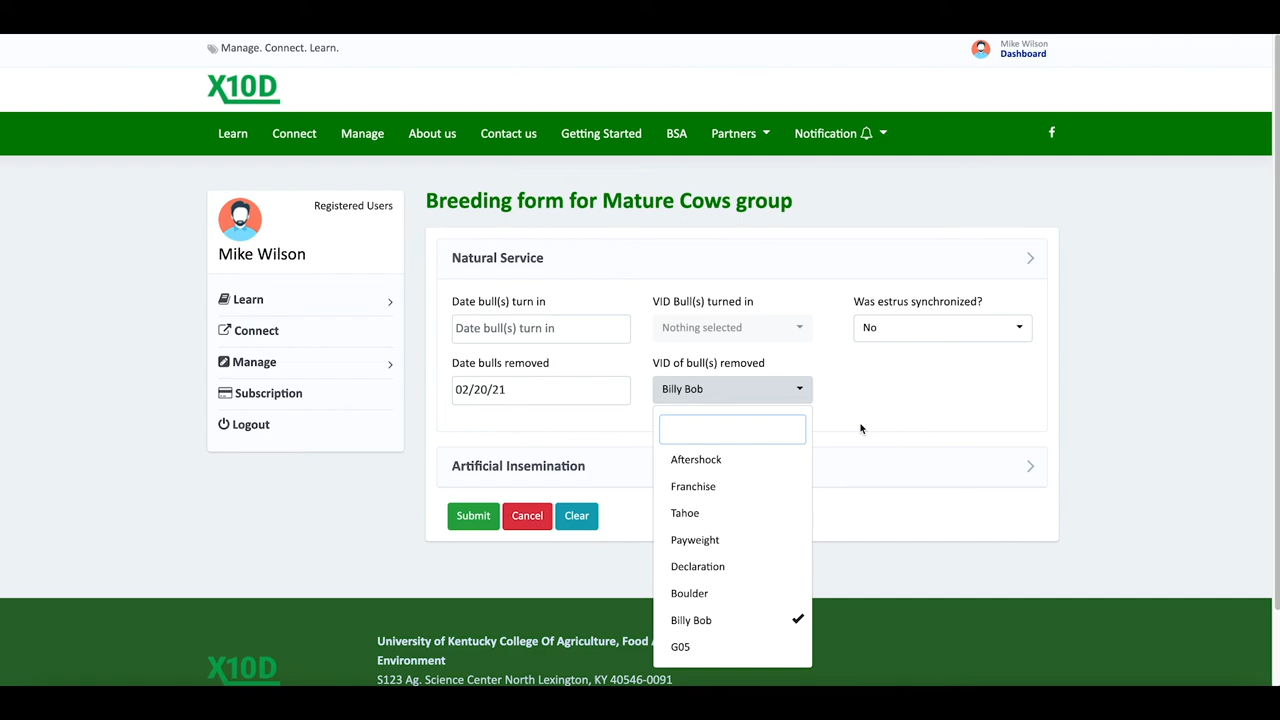 Manage. Connect. Learn.
Mike Wilson
Dashboard
X10D
Learn
Connect
Manage
About us
Contact us
Getting Started
BSA
Partners
Notification
Registered Users
Mike Wilson
Learn
Connect
Manage
Subscription
Logout
Breeding form for Mature Cows group
Natural Service
Date bull(s) turn in
VID Bull(s) turned in
Was estrus synchronized?
Date bull(s) turn in
Nothing selected
No
Date bulls removed
VID of bull(s) removed
02/20/21
Billy Bob
Aftershock
Franchise
Tahoe
Payweight
Declaration
Boulder
Billy Bob
G05
Artificial Insemination
Submit
Cancel
Clear
X10D
University of Kentucky College Of Agriculture, Food
Environment
S123 Ag. Science Center North Lexington, KY 40546-0091